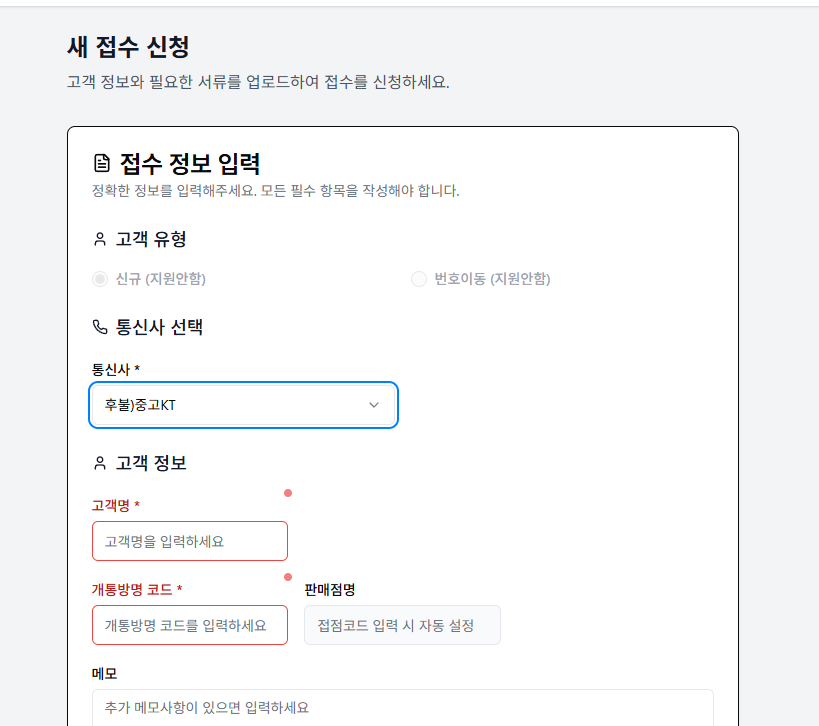 새 접수 신청
고객 정보와 필요한 서류를 업로드하여 접수를 신청하세요.
접수 정보 입력
정확한 정보를 입력해주세요. 모든 필수 항목을 작성해야 합니다.
고객 유형
신규 (지원안함) 번호이동 (지원안함)
통신사 선택
통신사 *
후불)중고KT
고객 정보
고객명 *
고객명을 입력하세요
개통방명 코드 * 판매점명
개통방명 코드를 입력하세요 접점코드 입력 시 자동 설정
메모
추가 메모사항이 있으면 입력하세요